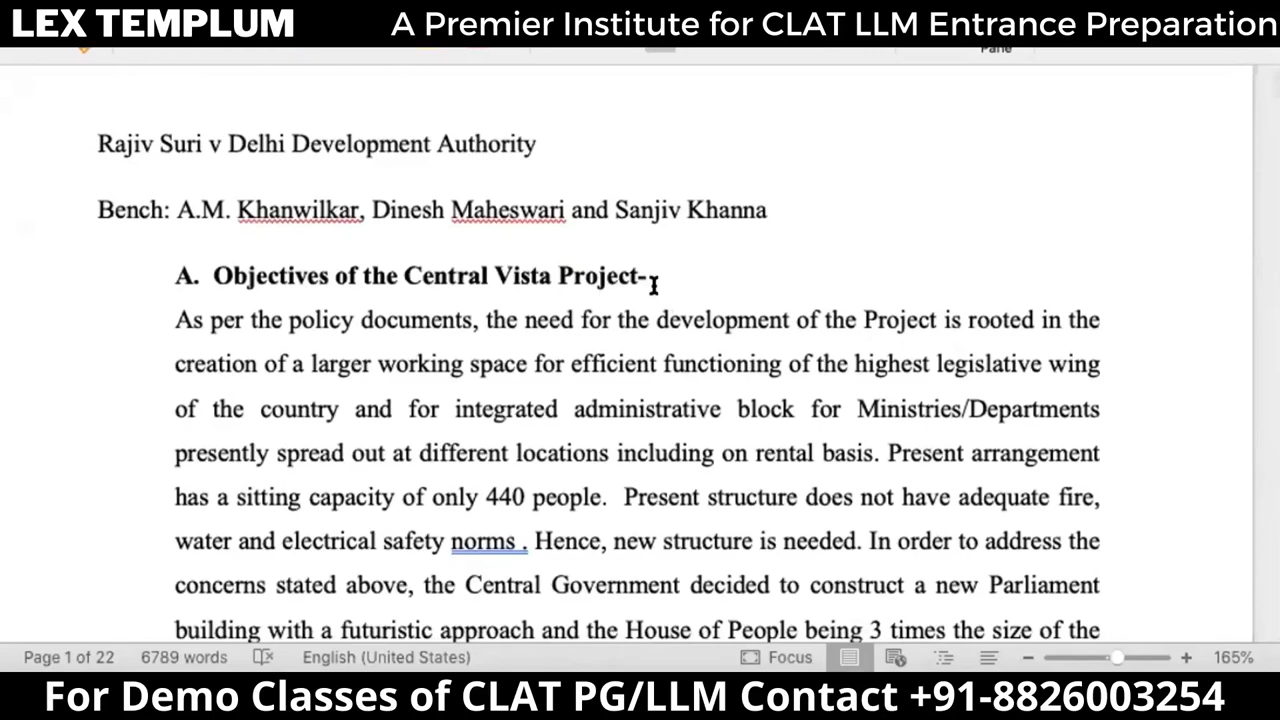 LEX TEMPLUM A Premier Institute for CLAT LLM Entrance Preparation
Pane
Rajiv Suri v Delhi Development Authority
Bench: A.M. Khanwilkar, Dinesh Maheswari and Sanjiv Khanna
A. Objectives of the Central Vista Project-
As per the policy documents, the need for the development of the Project is rooted in the
creation of a larger working space for efficient functioning of the highest legislative wing
of the country and for integrated administrative block for Ministries/Departments
presently spread out at different locations including on rental basis. Present arrangement
has a sitting capacity of only 440 people. Present structure does not have adequate fire,
water and electrical safety norms . Hence, new structure is needed. In order to address the
concerns stated above, the Central Government decided to construct a new Parliament
building with a futuristic approach and the House of People being 3 times the size of the
Page 1 of 22 6789 words English (United States) Focus 165%
For Demo Classes of CLAT PG/LLM Contact +91-8826003254